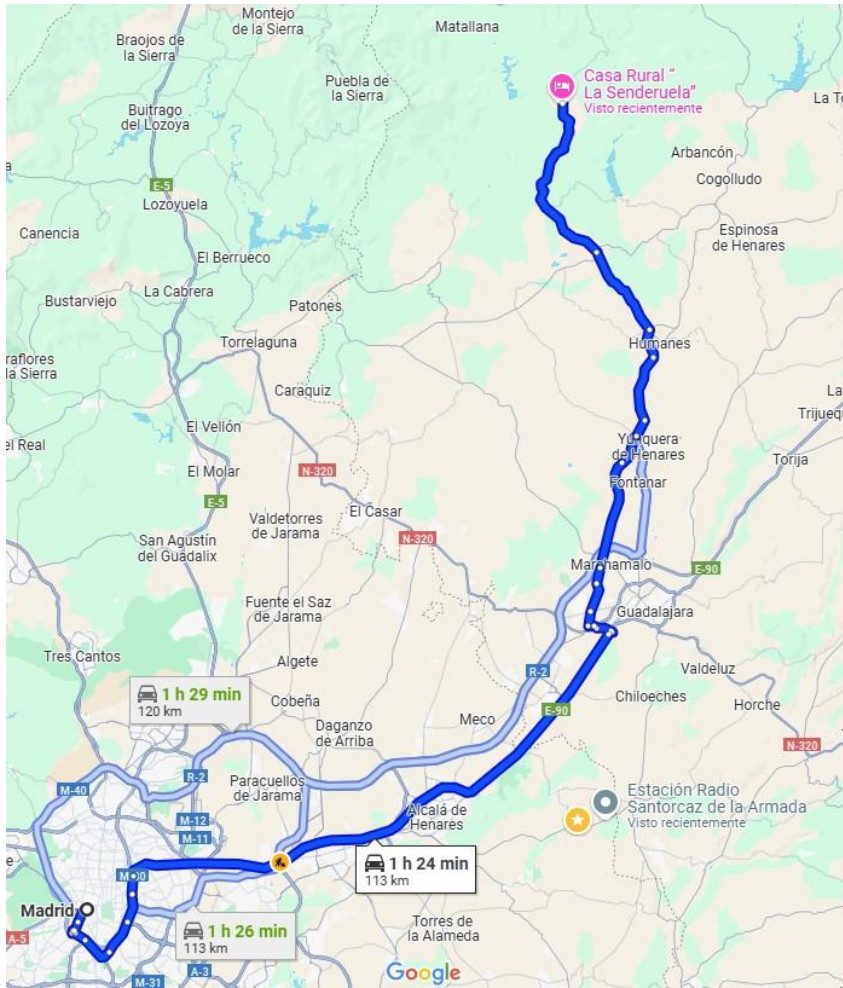 Montejo
de la Sierra
Matallana
Braojos de
la Sierra
Puebla de
la Sierra
Casa Rural “
La Senderuela”
Visto recientemente
La To
Buitrago
del Lozoya
Arbancón
Cogolludo
E-5
Lozoyuela
Canencia
Espinosa
de Henares
El Berrueco
La Cabrera
Bustarviejo
Patones
Torrelaguna
Humanes
raflores
la Sierra
Caraquiz
La
Trijueq
El Vellón
el Real
Yunquera
de Henares
Torija
N-320
El Molar
Fontanar
E-5
El Casar
Valdetorres
de Jarama
San Agustín
del Guadalix
N-320
Marchamalo
E-90
Fuente el Saz
de Jarama
Guadalajara
Tres Cantos
Algete
R-2
Valdeluz
1 h 29 min
120 km
Cobeña
Chiloeches
Horche
E-90
Meco
Daganzo
de Arriba
N-320
R-2
Paracuellos
de Jarama
M-40
Estación Radio
Santorcaz de la Armada
Visto recientemente
Alcalá de
Henares
M-12
M-11
1 h 24 min
113 km
M-30
Madrid
1 h 26 min
113 km
Torres de
la Alameda
A-5
A-3
M-31
Google